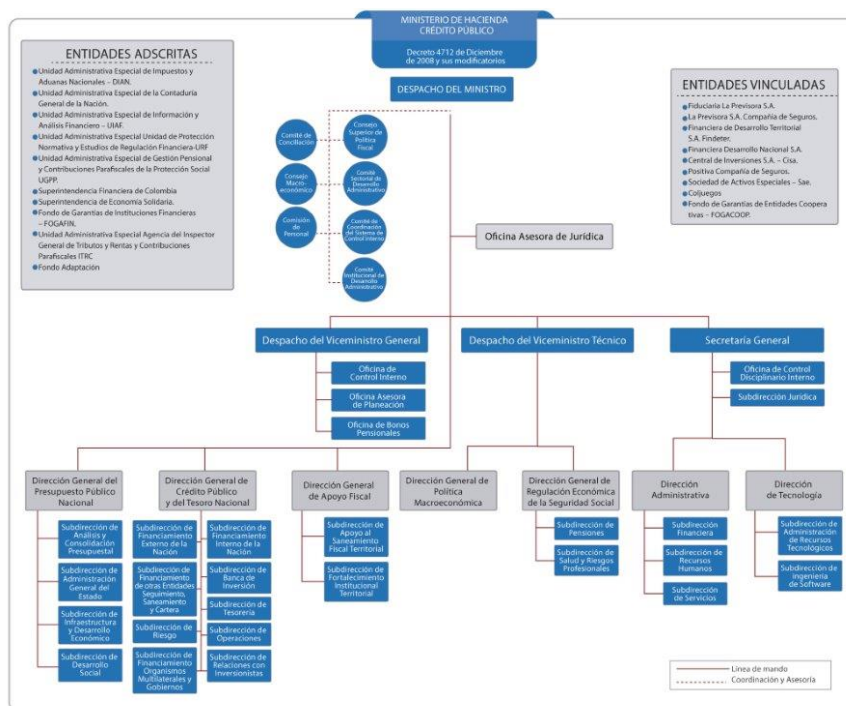 MINISTERIO DE HACIENDA
CRÉDITO PÚBLICO
Decreto 4712 de Diciembre
de 2008 y sus modificatorios
DESPACHO DEL MINISTRO
ENTIDADES ADSCRITAS
Unidad Administrativa Especial de Impuestos y
Aduanas Nacionales – DIAN.
Unidad Administrativa Especial de la Contaduría
General de la Nación.
Unidad Administrativa Especial de Información y
Análisis Financiero – UIAF.
Unidad Administrativa Especial Unidad de Protección
Normativa y Estudios de Regulación Financiera-URF
Unidad Administrativa Especial de Gestión Pensional
y Contribuciones Parafiscales de la Protección Social
UGPP.
Superintendencia Financiera de Colombia
Superintendencia de Economía Solidaria.
Fondo de Garantías de Instituciones Financieras
– FOGAFIN.
Unidad Administrativa Especial Agencia del Inspector
General de Tributos y Rentas y Contribuciones
Parafiscales ITRC
Fondo Adaptación
ENTIDADES VINCULADAS
Fiduciaria La Previsora S.A.
La Previsora S.A. Compañía de Seguros.
Financiera de Desarrollo Territorial
S.A. Findeter.
Financiera Desarrollo Nacional S.A.
Central de Inversiones S.A. – Cisa.
Positiva Compañía de Seguros.
Sociedad de Activos Especiales – Sae.
Coljuegos
Fondo de Garantías de Entidades Coopera
tivas – FOGACOOP.
Comité de
Conciliación
Consejo
Superior de
Política
Fiscal
Consejo
Macro-
económico
Comité
Sectorial de
Desarrollo
Administrativo
Comisión
de
Personal
Comité de
Coordinación
del Sistema de
Control Interno
Comité
Institucional de
Desarrollo
Administrativo
Oficina Asesora de Jurídica
Despacho del Viceministro General
Oficina de
Control Interno
Oficina Asesora
de Planeación
Oficina de Bonos
Pensionales
Despacho del Viceministro Técnico
Secretaría General
Oficina de Control
Disciplinario Interno
Subdirección Jurídica
Dirección General del
Presupuesto Público
Nacional
Subdirección de
Análisis y
Consolidación
Presupuestal
Subdirección de
Administración
General del
Estado
Subdirección de
Infraestructura
y Desarrollo
Económico
Subdirección de
Desarrollo
Social
Dirección General de
Crédito Público
y del Tesoro Nacional
Subdirección de
Financiamiento
Externo de
la Nación
Subdirección de
Financiamiento
de otras Entidades
Seguimiento,
Saneamiento
y Cartera
Subdirección de
Riesgo
Subdirección de
Financiamiento
Organismos
Multilaterales y
Gobiernos
Subdirección de
Financiamiento
Interno de la
Nación
Subdirección de
Banca de
Inversión
Subdirección de
Tesorería
Subdirección de
Operaciones
Subdirección de
Relaciones con
Inversionistas
Dirección General
de Apoyo Fiscal
Subdirección de
Apoyo al
Saneamiento
Fiscal Territorial
Subdirección de
Fortalecimiento
Institucional
Territorial
Dirección General de
Política
Macroeconómica
Dirección General de
Regulación Económica
de la Seguridad Social
Subdirección de
Pensiones
Subdirección de
Salud y Riesgos
Profesionales
Dirección
Administrativa
Subdirección
Financiera
Subdirección de
Recursos
Humanos
Subdirección
de Servicios
Dirección
de Tecnología
Subdirección de
Administración
de Recursos
Tecnológicos
Subdirección de
Ingeniería
de Software
Línea de mando
Coordinación y Asesoría